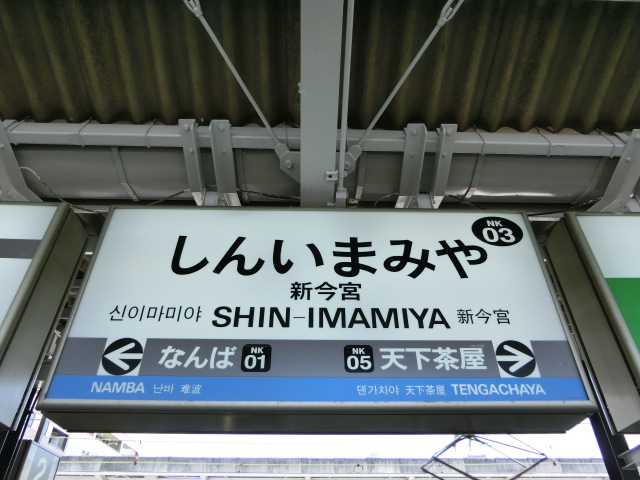 NK
03
しんいまみや
新今宮
신이마미야 SHIN-IMAMIYA 新今宫
なんば NK 01 NK 05 天下茶屋
NAMBA 난바 难波 덴가차야 天下茶屋 TENGACHAYA
2